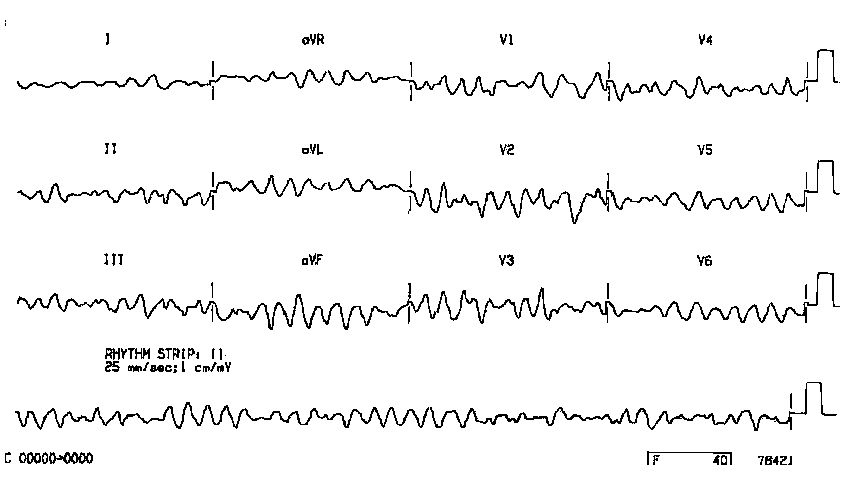 I aVR V1 V4
II aVL V2 V5
III aVF V3 V6
RHYTHM STRIP: II
25 mm/sec;1 cm/mV
C 00000-0000 F 40 78421